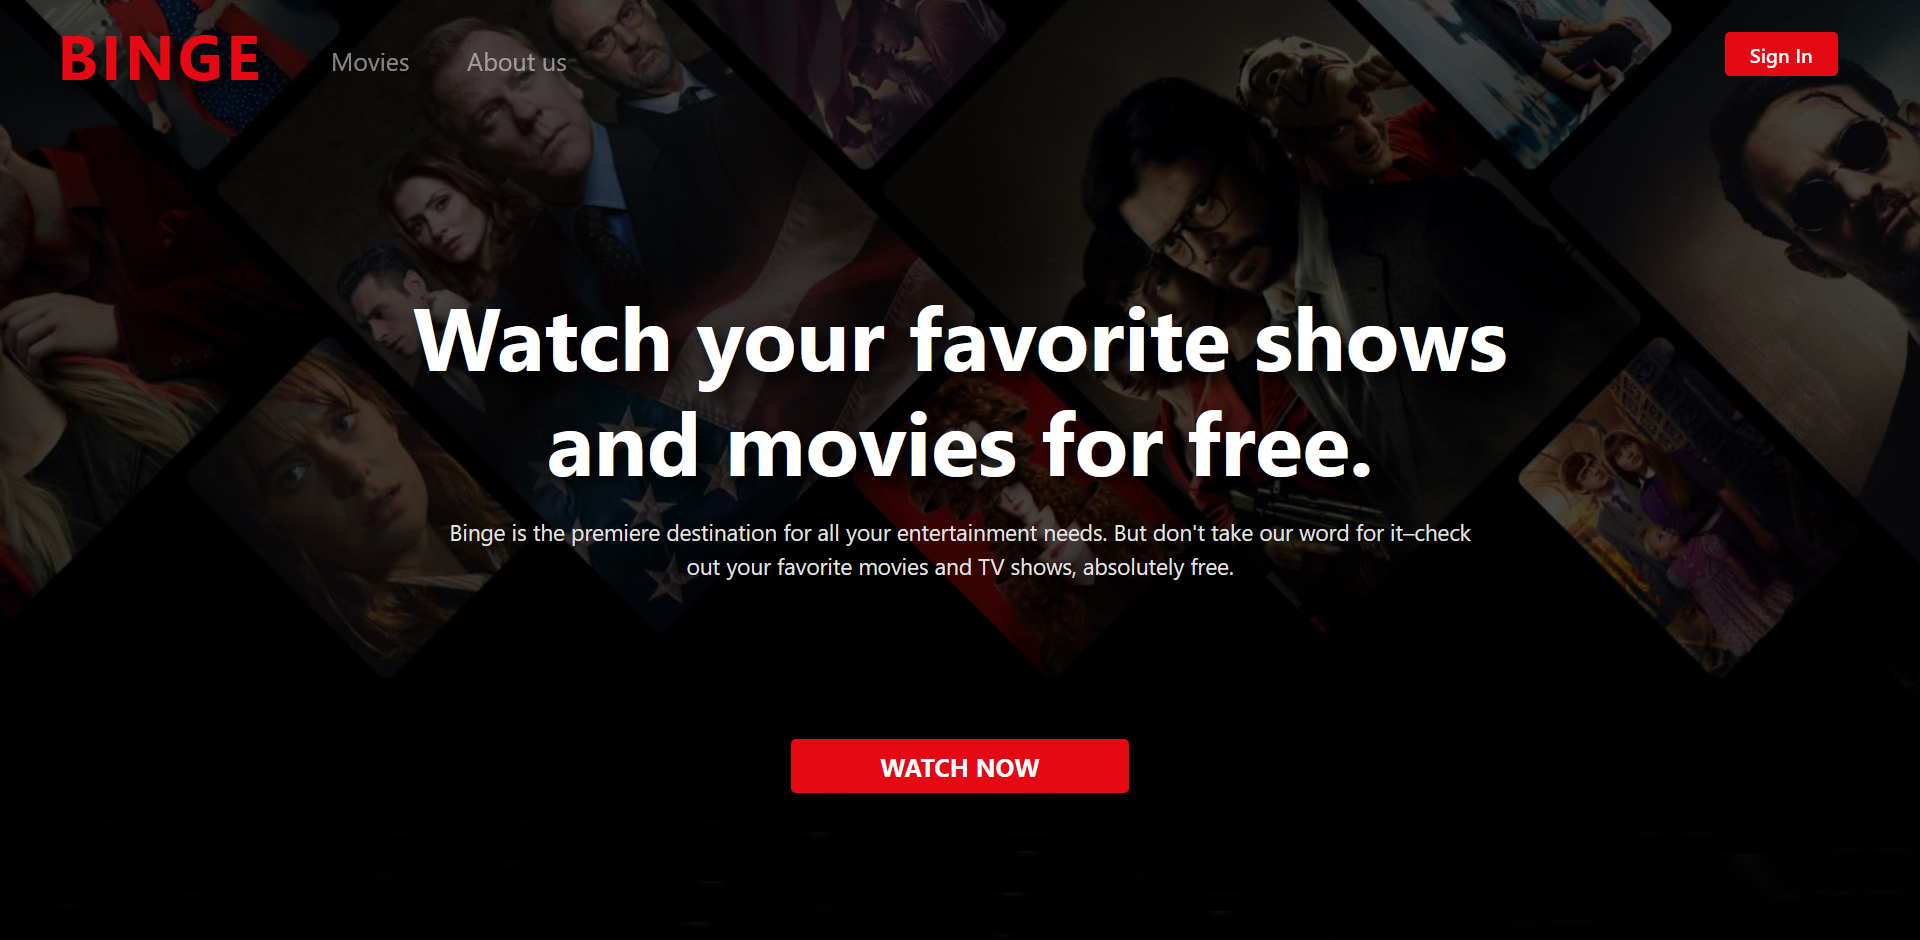 BINGE
Movies
About us
Sign In
Watch your favorite shows
and movies for free.
Binge is the premiere destination for all your entertainment needs. But don't take our word for it–check
out your favorite movies and TV shows, absolutely free.
WATCH NOW